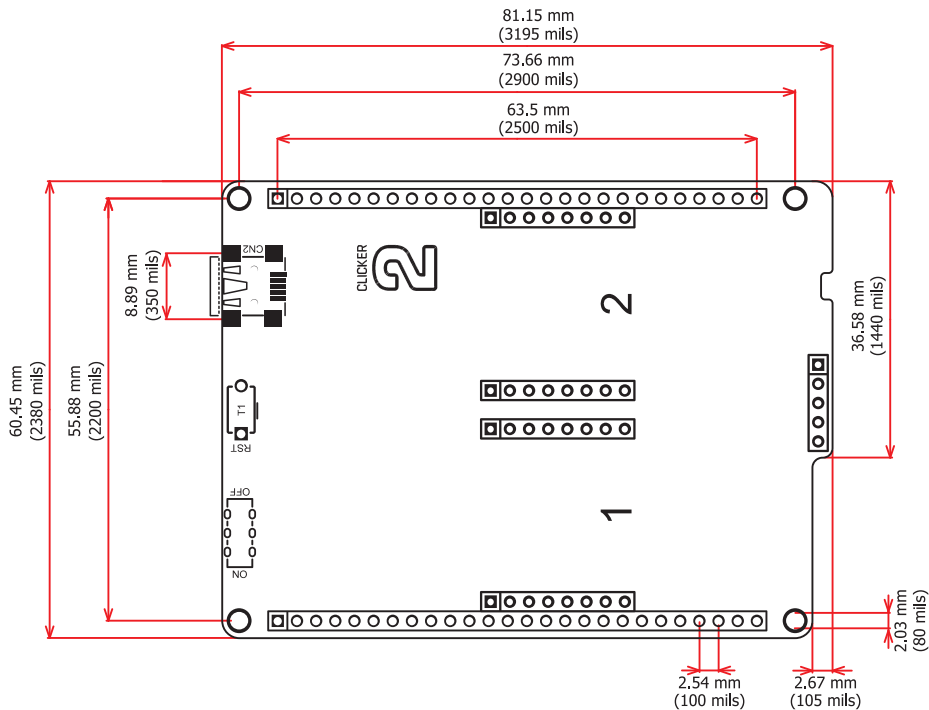 81.15 mm
(3195 mils)
73.66 mm
(2900 mils)
63.5 mm
(2500 mils)
60.45 mm
(2380 mils)
55.88 mm
(2200 mils)
8.89 mm
(350 mils)
CN2
CLICKER
2
2
36.58 mm
(1440 mils)
T1
RST
OFF
ON
1
2.03 mm
(80 mils)
2.54 mm
(100 mils)
2.67 mm
(105 mils)